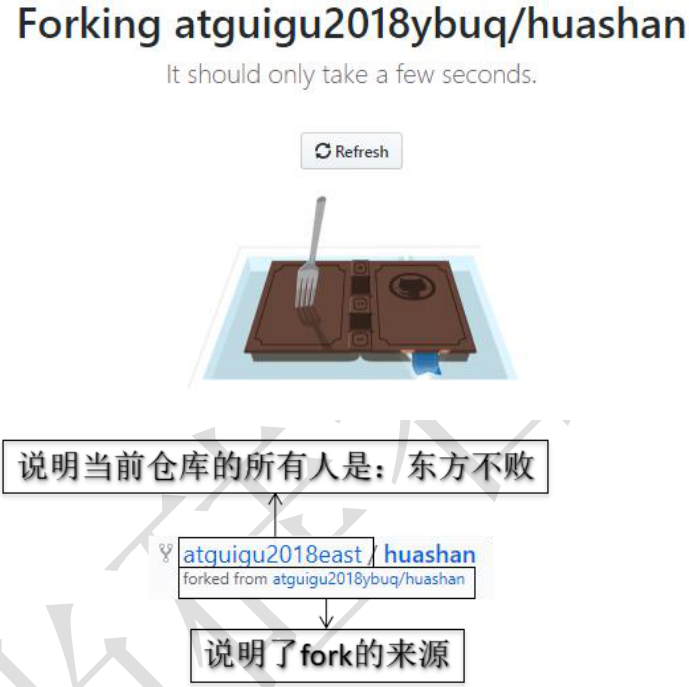 Forking atguigu2018ybuq/huashan
It should only take a few seconds.
Refresh
说明当前仓库的所有人是：东方不败
atguigu2018east / huashan
forked from atguigu2018ybuq/huashan
说明了fork的来源